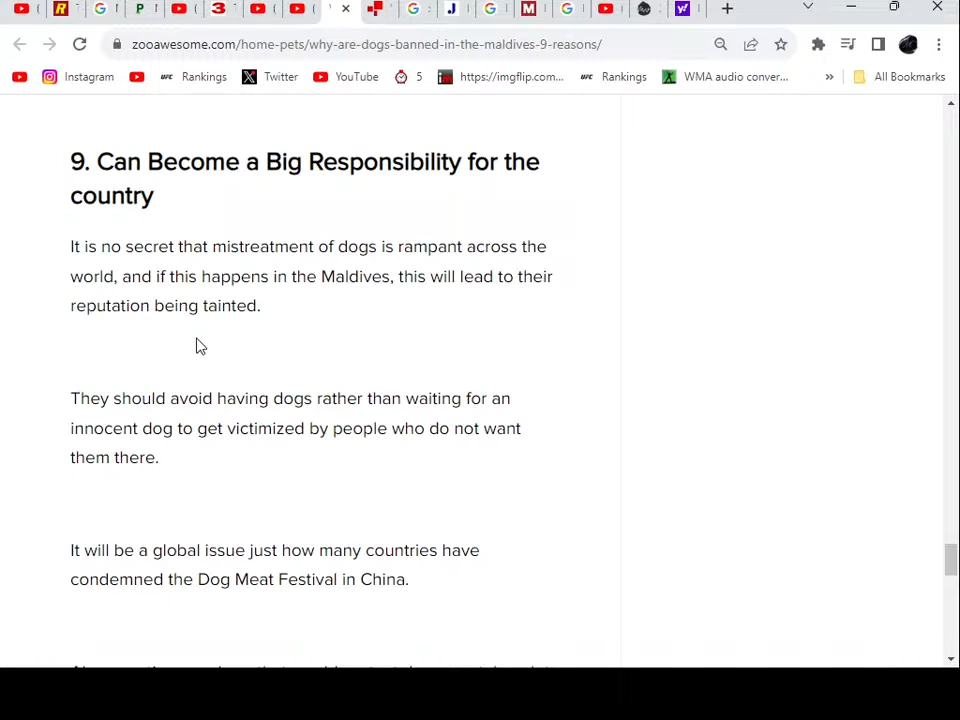 zooawesome.com/home-pets/why-are-dogs-banned-in-the-maldives-9-reasons/
Instagram UFC Rankings Twitter YouTube 5 https://imgflip.com... UFC Rankings WMA audio conver... » All Bookmarks
9. Can Become a Big Responsibility for the
country
It is no secret that mistreatment of dogs is rampant across the
world, and if this happens in the Maldives, this will lead to their
reputation being tainted.
They should avoid having dogs rather than waiting for an
innocent dog to get victimized by people who do not want
them there.
It will be a global issue just how many countries have
condemned the Dog Meat Festival in China.